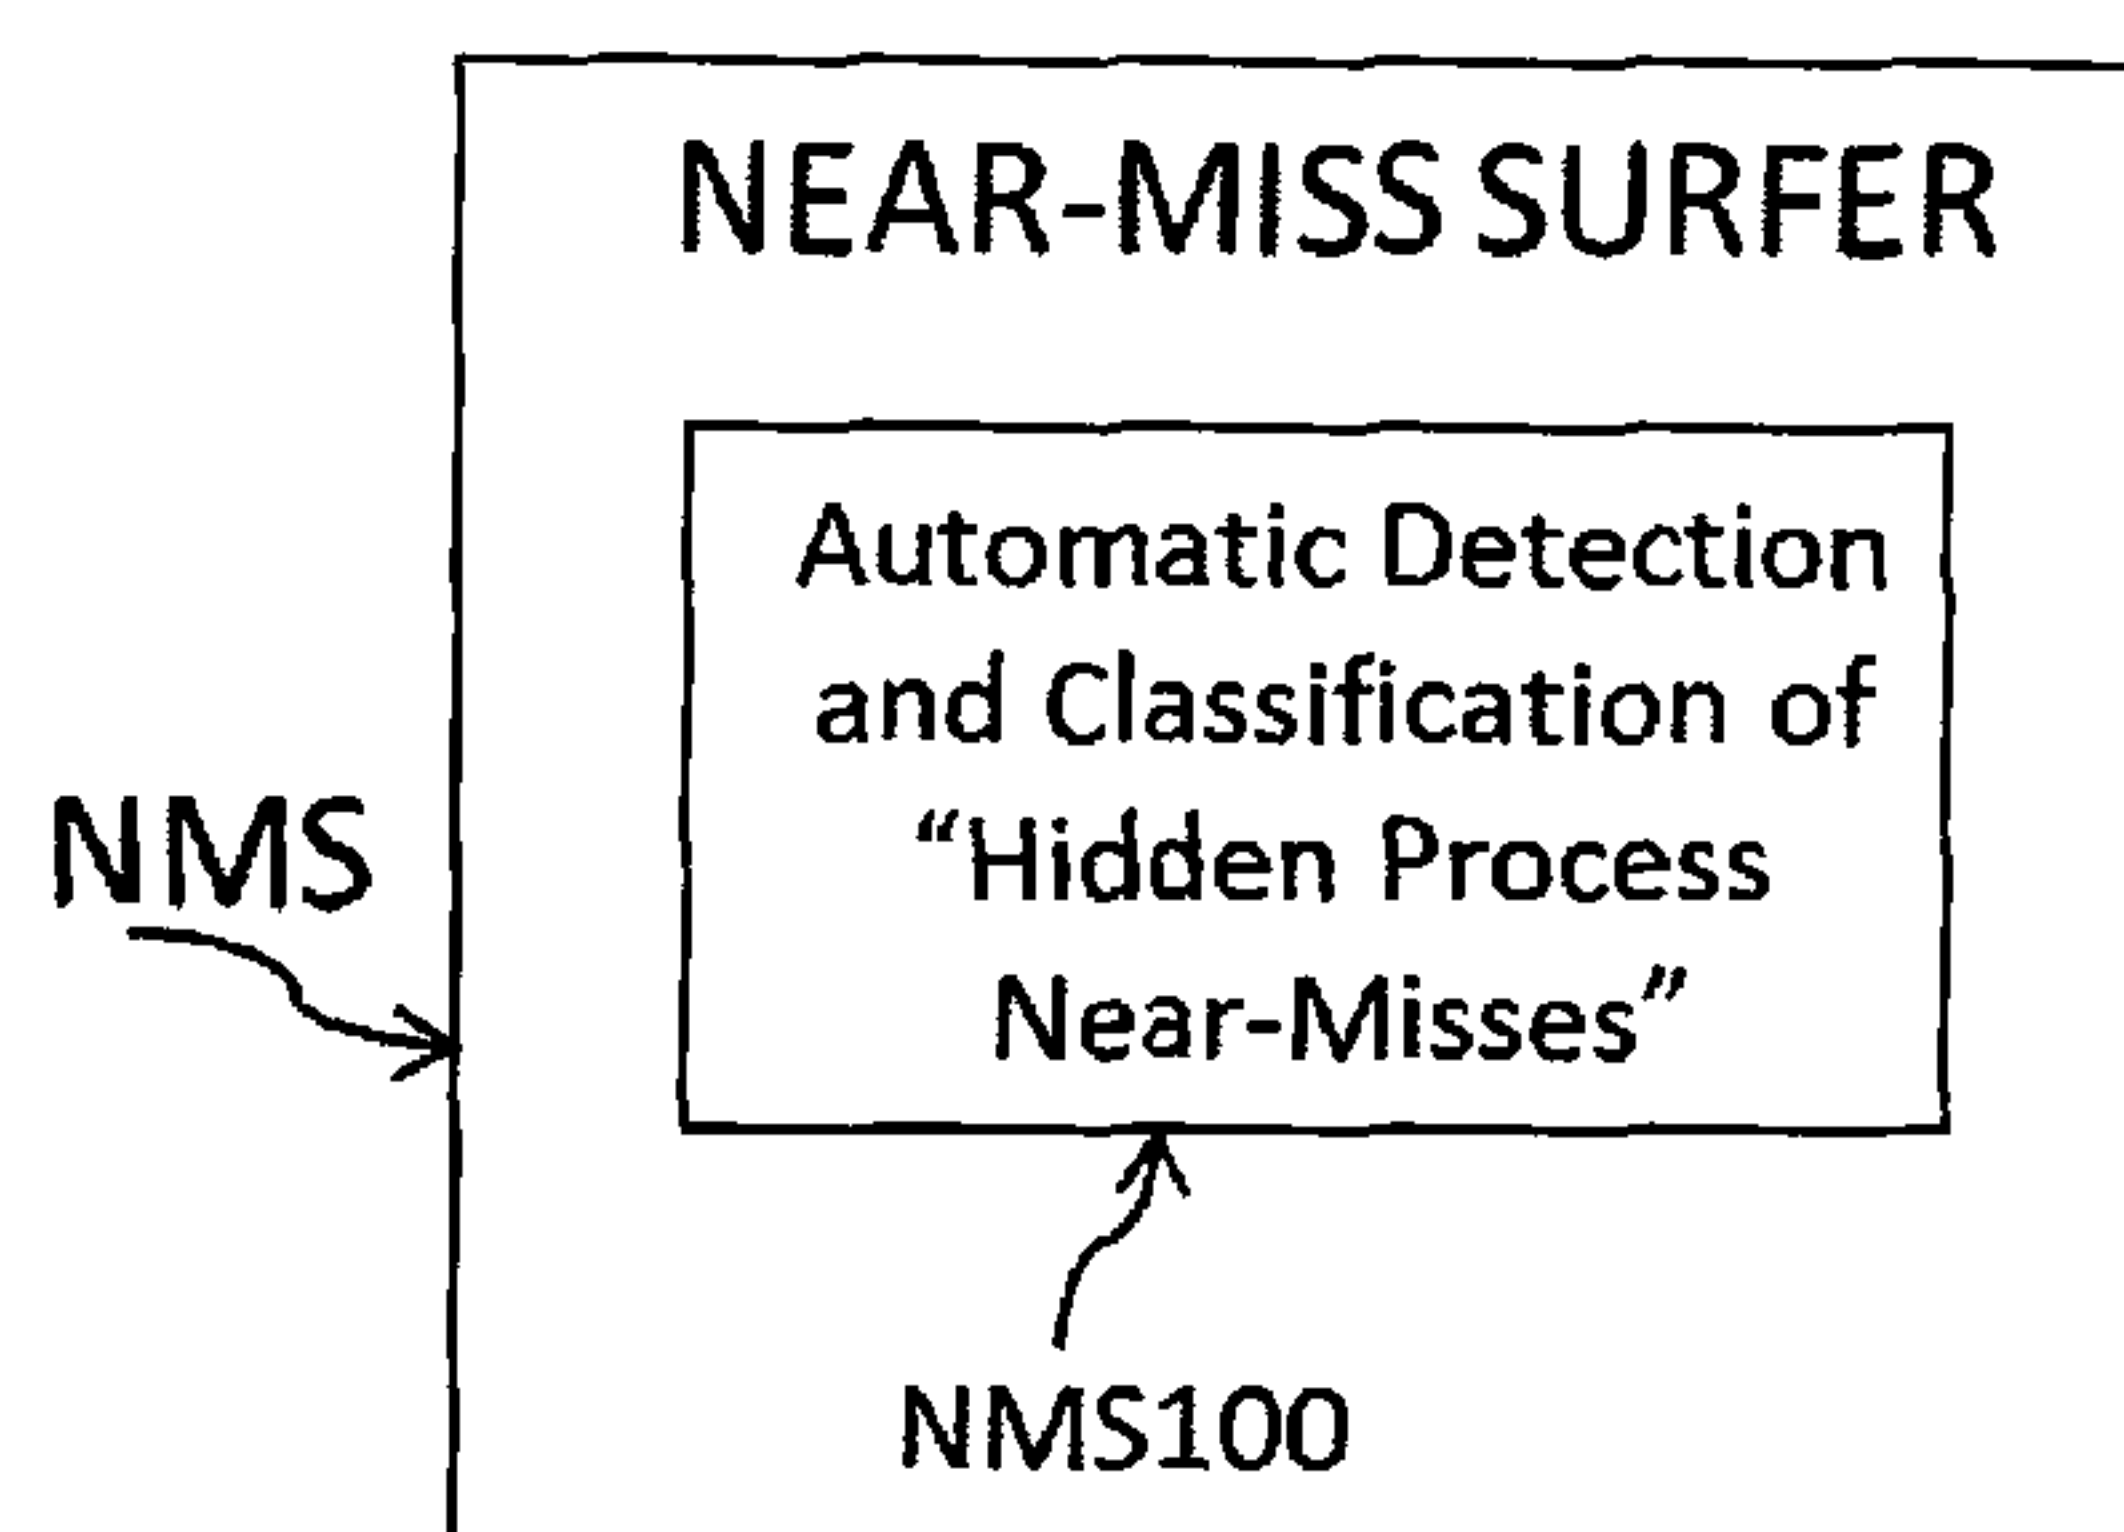 NEAR-MISS SURFER
Automatic Detection
and Classification of
“Hidden Process
Near-Misses”
NMS
NMS100